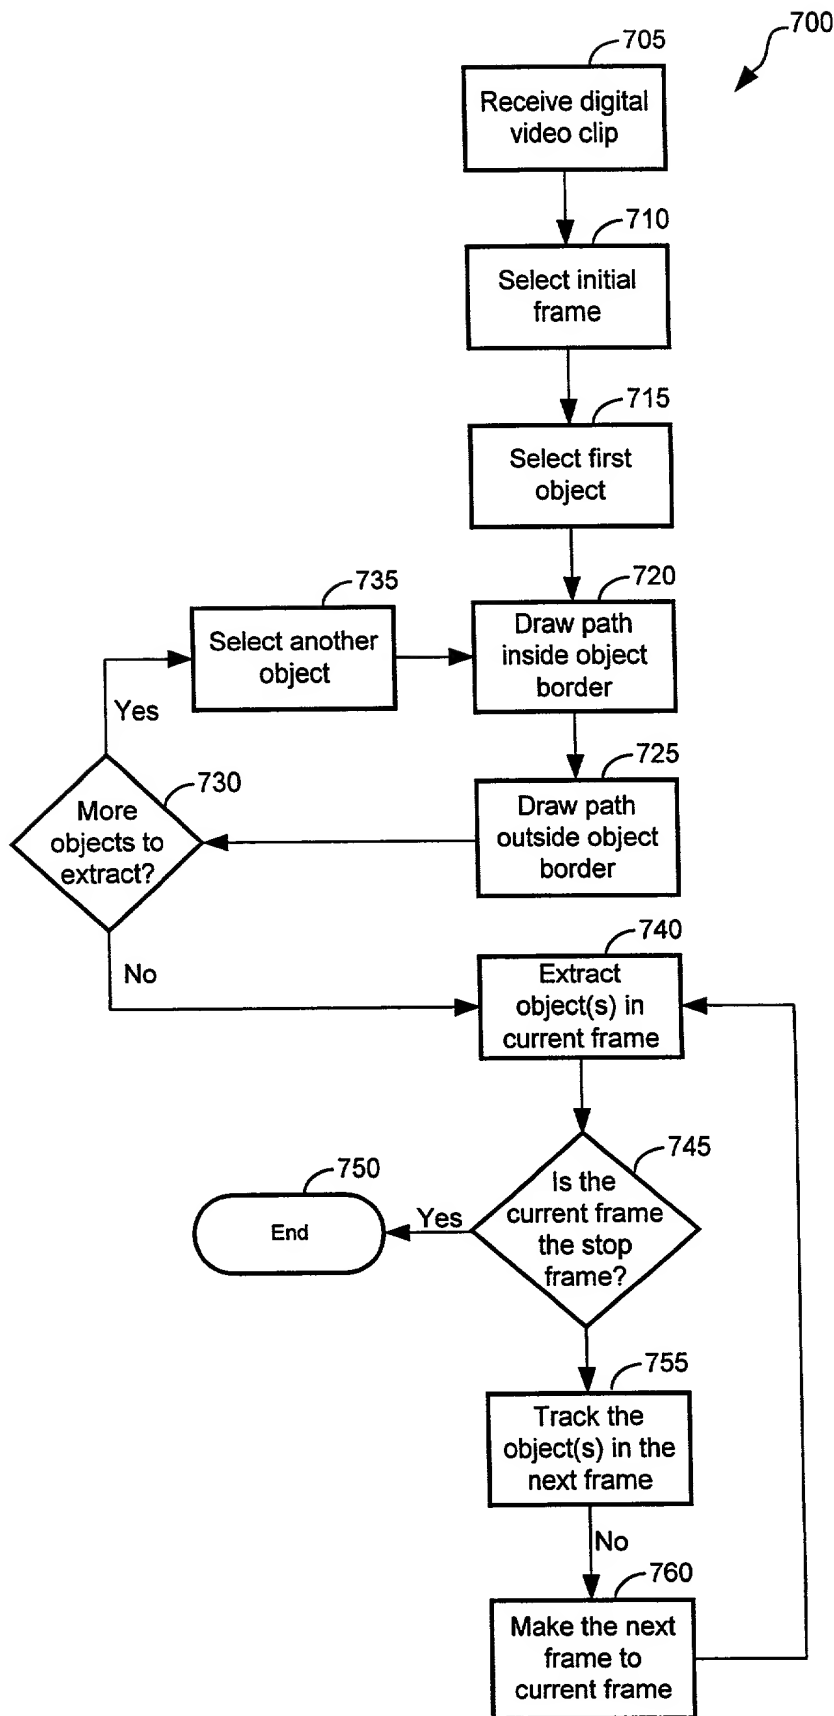 700
705
Receive digital
video clip
710
Select initial
frame
715
Select first
object
735
Select another
object
720
Draw path
inside object
border
Yes
730
More
objects to
extract?
725
Draw path
outside object
border
No
740
Extract
object(s) in
current frame
745
Is the
current frame
the stop
frame?
Yes
750
End
755
Track the
object(s) in the
next frame
No
760
Make the next
frame to
current frame